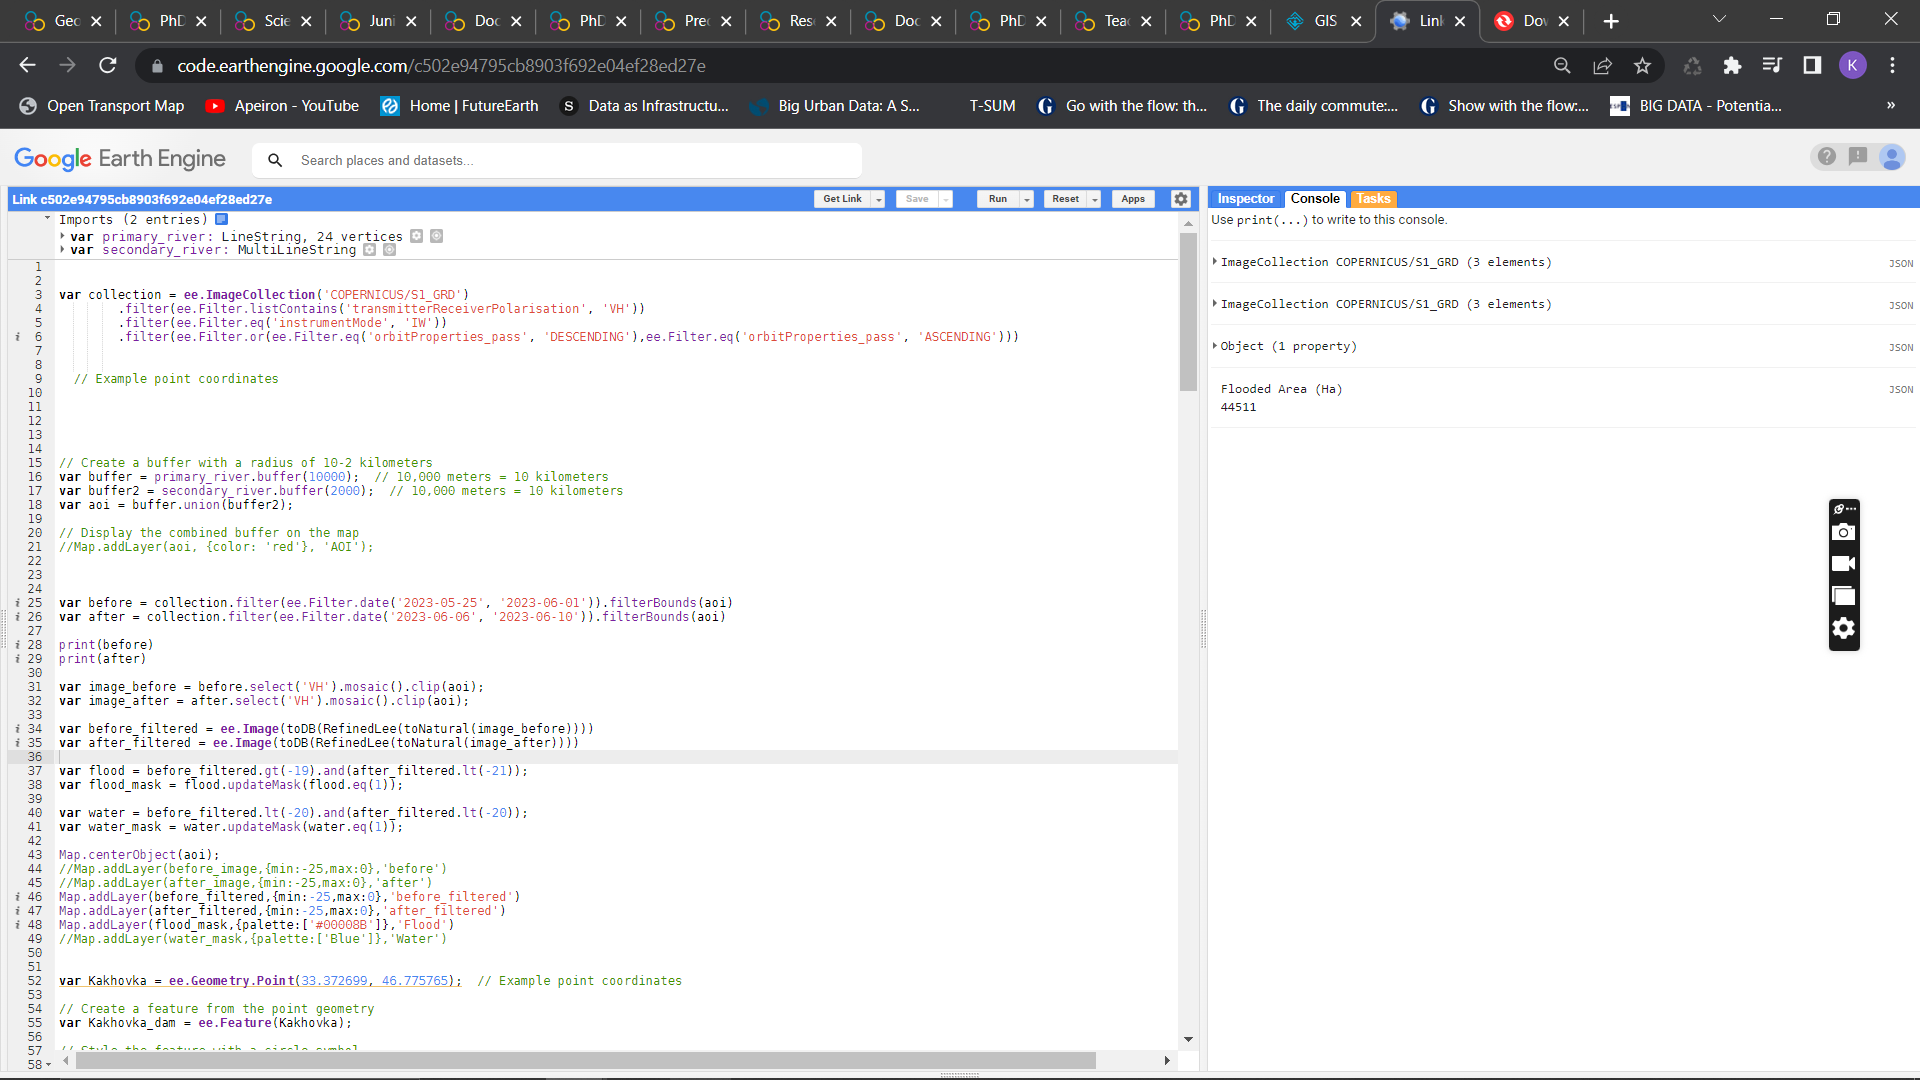 Geo
PhD
Scie
Juni
Doc
PhD
Prec
Res
Doc
PhD
Tea
PhD
GIS
Link
Dov
code.earthengine.google.com/c502e94795cb8903f692e04ef28ed27e
K
Open Transport Map
Apeiron - YouTube
Home | FutureEarth
Data as Infrastructu...
Big Urban Data: A S...
T-SUM
Go with the flow: th...
The daily commute:...
Show with the flow:...
BIG DATA - Potentia...
»
Google Earth Engine
Search places and datasets...
Link c502e94795cb8903f692e04ef28ed27e
Get Link
Save
Run
Reset
Apps
Inspector
Console
Tasks
Imports (2 entries)
var primary_river: LineString, 24 vertices
var secondary_river: MultiLineString
1
2
3 var collection = ee.ImageCollection('COPERNICUS/S1_GRD')
4 .filter(ee.Filter.listContains('transmitterReceiverPolarisation', 'VH'))
5 .filter(ee.Filter.eq('instrumentMode', 'IW'))
i 6 .filter(ee.Filter.or(ee.Filter.eq('orbitProperties_pass', 'DESCENDING'),ee.Filter.eq('orbitProperties_pass', 'ASCENDING')))
7
8
9 // Example point coordinates
10
11
12
13
14
15 // Create a buffer with a radius of 10-2 kilometers
16 var buffer = primary_river.buffer(10000); // 10,000 meters = 10 kilometers
17 var buffer2 = secondary_river.buffer(2000); // 10,000 meters = 10 kilometers
18 var aoi = buffer.union(buffer2);
19
20 // Display the combined buffer on the map
21 //Map.addLayer(aoi, {color: 'red'}, 'AOI');
22
23
24
i 25 var before = collection.filter(ee.Filter.date('2023-05-25', '2023-06-01')).filterBounds(aoi)
i 26 var after = collection.filter(ee.Filter.date('2023-06-06', '2023-06-10')).filterBounds(aoi)
27
i 28 print(before)
i 29 print(after)
30
31 var image_before = before.select('VH').mosaic().clip(aoi);
32 var image_after = after.select('VH').mosaic().clip(aoi);
33
i 34 var before_filtered = ee.Image(toDB(RefinedLee(toNatural(image_before))))
i 35 var after_filtered = ee.Image(toDB(RefinedLee(toNatural(image_after))))
36
37 var flood = before_filtered.gt(-19).and(after_filtered.lt(-21));
38 var flood_mask = flood.updateMask(flood.eq(1));
39
40 var water = before_filtered.lt(-20).and(after_filtered.lt(-20));
41 var water_mask = water.updateMask(water.eq(1));
42
43 Map.centerObject(aoi);
44 //Map.addLayer(before_image,{min:-25,max:0},'before')
45 //Map.addLayer(after_image,{min:-25,max:0},'after')
i 46 Map.addLayer(before_filtered,{min:-25,max:0},'before_filtered')
i 47 Map.addLayer(after_filtered,{min:-25,max:0},'after_filtered')
i 48 Map.addLayer(flood_mask,{palette:['#00008B']},'Flood')
49 //Map.addLayer(water_mask,{palette:['Blue']},'Water')
50
51
52 var Kakhovka = ee.Geometry.Point(33.372699, 46.775765); // Example point coordinates
53
54 // Create a feature from the point geometry
55 var Kakhovka_dam = ee.Feature(Kakhovka);
56
57 // Style the feature with a circle symbol
58
Use print(...) to write to this console.
ImageCollection COPERNICUS/S1_GRD (3 elements)
JSON
ImageCollection COPERNICUS/S1_GRD (3 elements)
JSON
Object (1 property)
JSON
Flooded Area (Ha)
JSON
44511